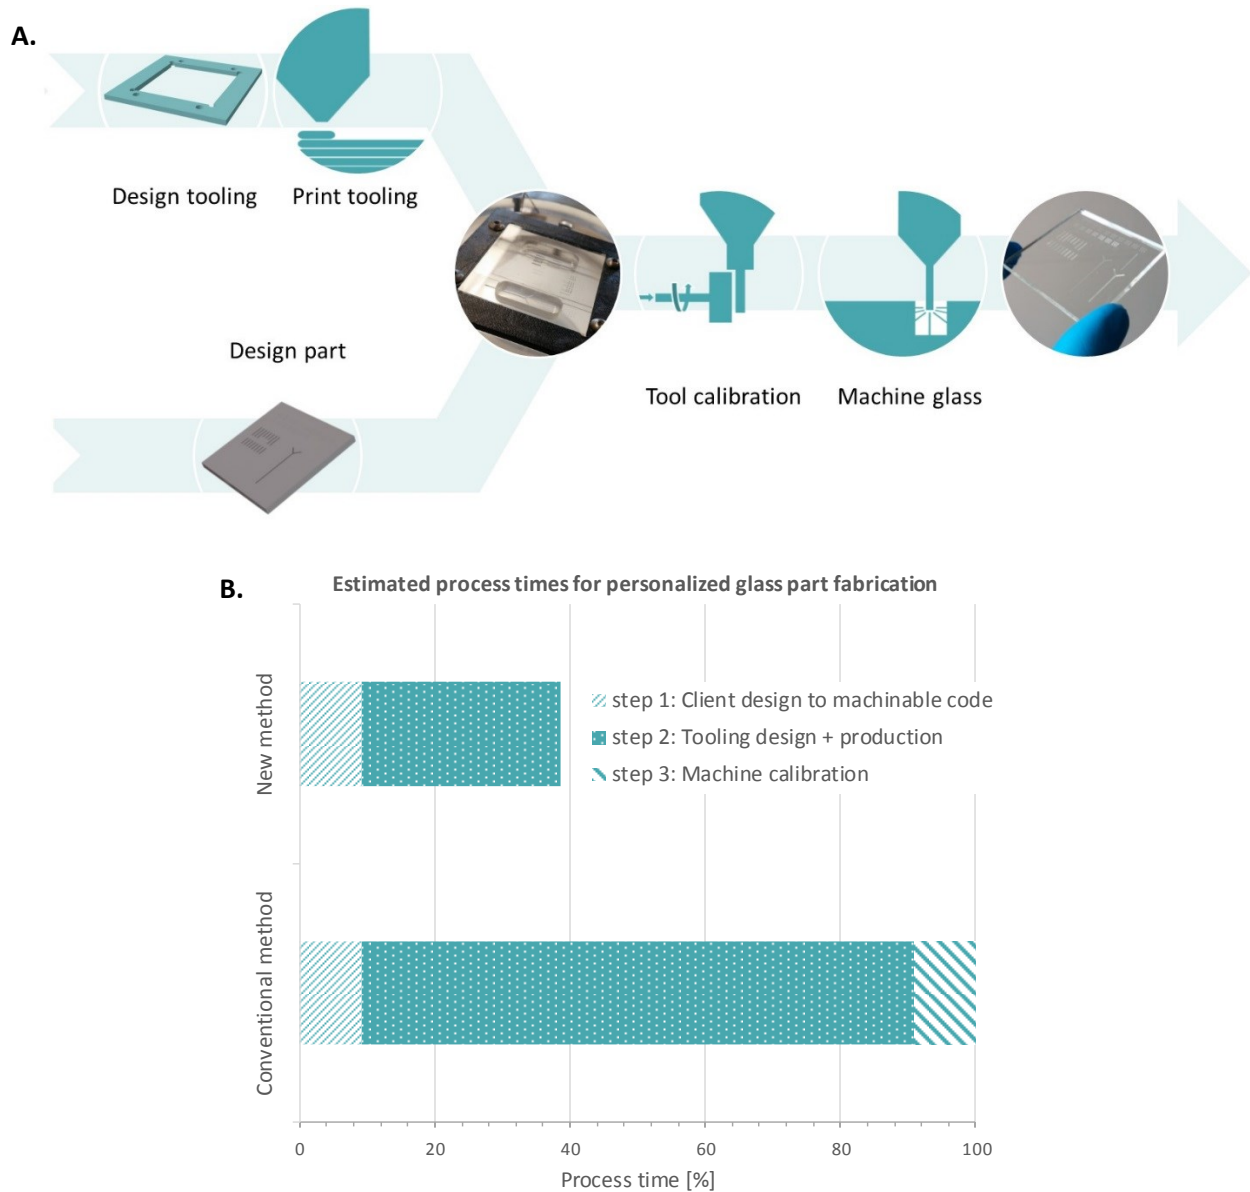 A.
Design tooling
Print tooling
Design part
Tool calibration
Machine glass
B.
Estimated process times for personalized glass part fabrication
New method
Conventional method
step 1: Client design to machinable code
step 2: Tooling design + production
step 3: Machine calibration
0 20 40 60 80 100
Process time [%]